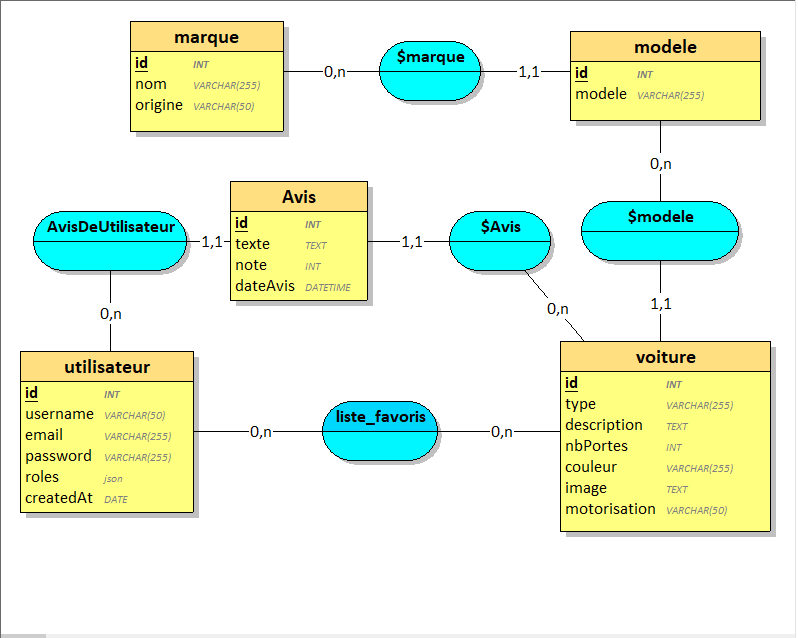 marque
id INT
nom VARCHAR(255)
origine VARCHAR(50)
0,n
$marque
1,1
modele
id INT
modele VARCHAR(255)
0,n
$modele
1,1
AvisDeUtilisateur
1,1
Avis
id INT
texte TEXT
note INT
dateAvis DATETIME
1,1
$Avis
0,n
0,n
utilisateur
id INT
username VARCHAR(50)
email VARCHAR(255)
password VARCHAR(255)
roles json
createdAt DATE
0,n
liste_favoris
0,n
voiture
id INT
type VARCHAR(255)
description TEXT
nbPortes INT
couleur VARCHAR(255)
image TEXT
motorisation VARCHAR(50)